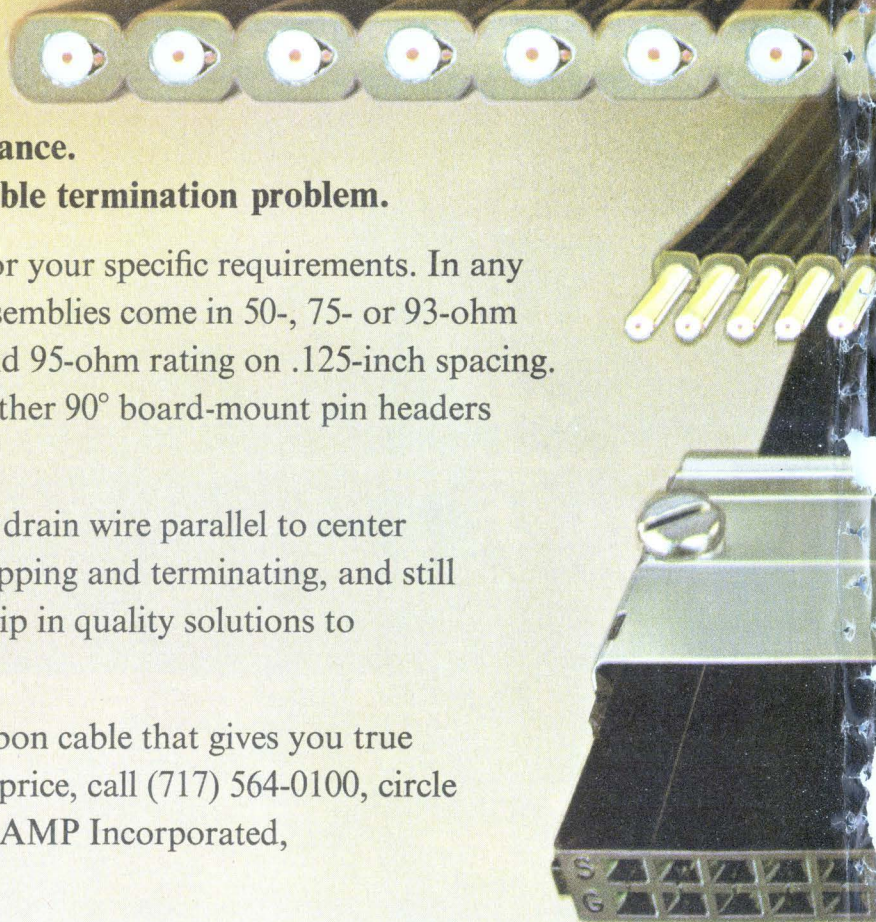 ance.
ble termination problem.
or your specific requirements. In any
semblies come in 50-, 75- or 93-ohm
d 95-ohm rating on .125-inch spacing.
ther 90° board-mount pin headers
drain wire parallel to center
pping and terminating, and still
ip in quality solutions to
bon cable that gives you true
price, call (717) 564-0100, circle
AMP Incorporated,
S
G